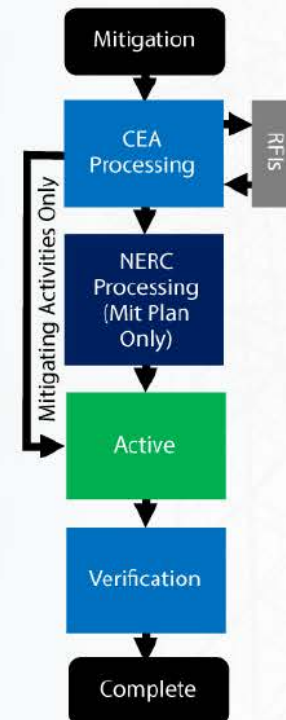 Mitigation
CEA
Processing
RFIs
Mitigating Activities Only
NERC
Processing
(Mit Plan
Only)
Active
Verification
Complete